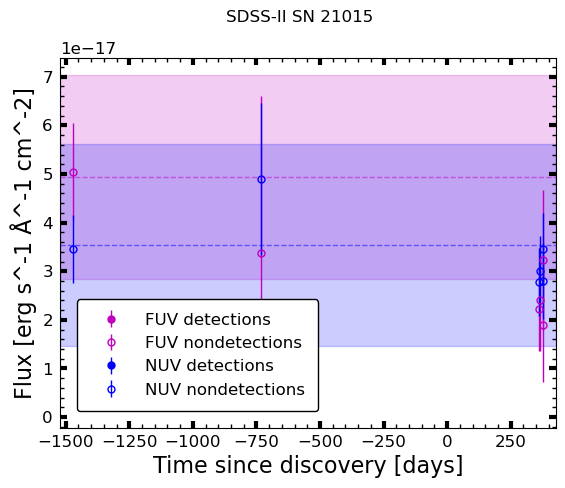 SDSS-II SN 21015
1e−17
7
6
5
4
3
2
1
0
Flux [erg s^-1 Å^-1 cm^-2]
FUV detections
FUV nondetections
NUV detections
NUV nondetections
−1500 −1250 −1000 −750 −500 −250 0 250
Time since discovery [days]